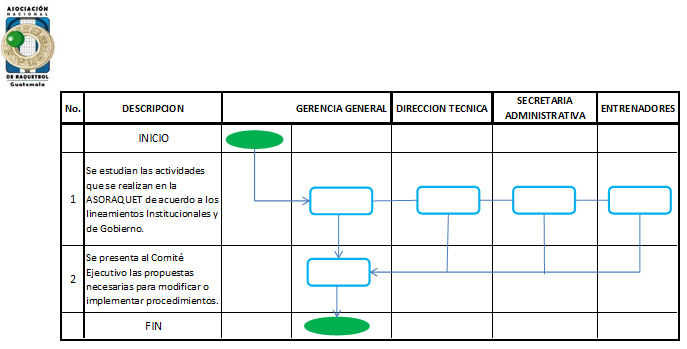 ASOCIACIÓN
NACIONAL
DE RAQUETBOL
Guatemala
No. DESCRIPCION GERENCIA GENERAL DIRECCION TECNICA SECRETARIA ADMINISTRATIVA ENTRENADORES
INICIO
1 Se estudian las actividades
que se realizan en la
ASORAQUET de acuerdo a los
lineamientos Institucionales y
de Gobierno.
2 Se presenta al Comité
Ejecutivo las propuestas
necesarias para modificar o
implementar procedimientos.
FIN